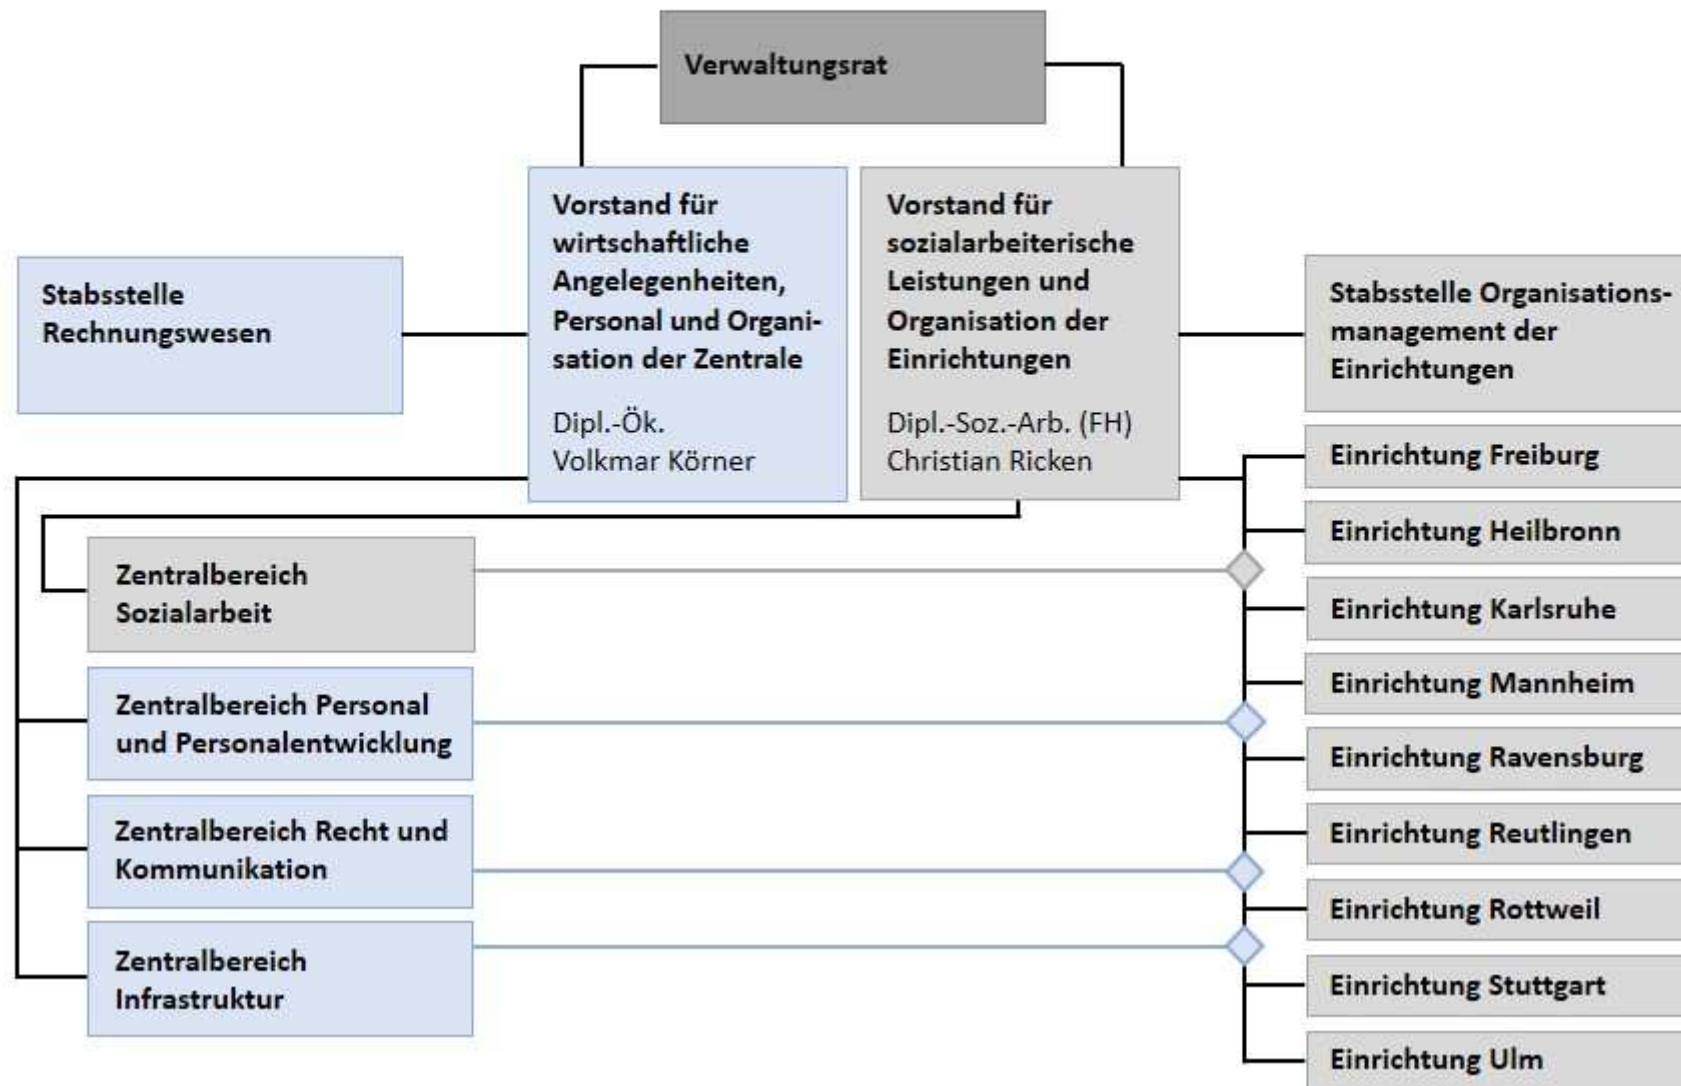 Verwaltungsrat
Vorstand für
wirtschaftliche
Angelegenheiten,
Personal und Organi-
sation der Zentrale
Dipl.-Ök.
Volkmar Körner
Vorstand für
sozialarbeiterische
Leistungen und
Organisation der
Einrichtungen
Dipl.-Soz.-Arb. (FH)
Christian Ricken
Stabsstelle
Rechnungswesen
Stabsstelle Organisations-
management der
Einrichtungen
Zentralbereich
Sozialarbeit
Zentralbereich Personal
und Personalentwicklung
Zentralbereich Recht und
Kommunikation
Zentralbereich
Infrastruktur
Einrichtung Freiburg
Einrichtung Heilbronn
Einrichtung Karlsruhe
Einrichtung Mannheim
Einrichtung Ravensburg
Einrichtung Reutlingen
Einrichtung Rottweil
Einrichtung Stuttgart
Einrichtung Ulm